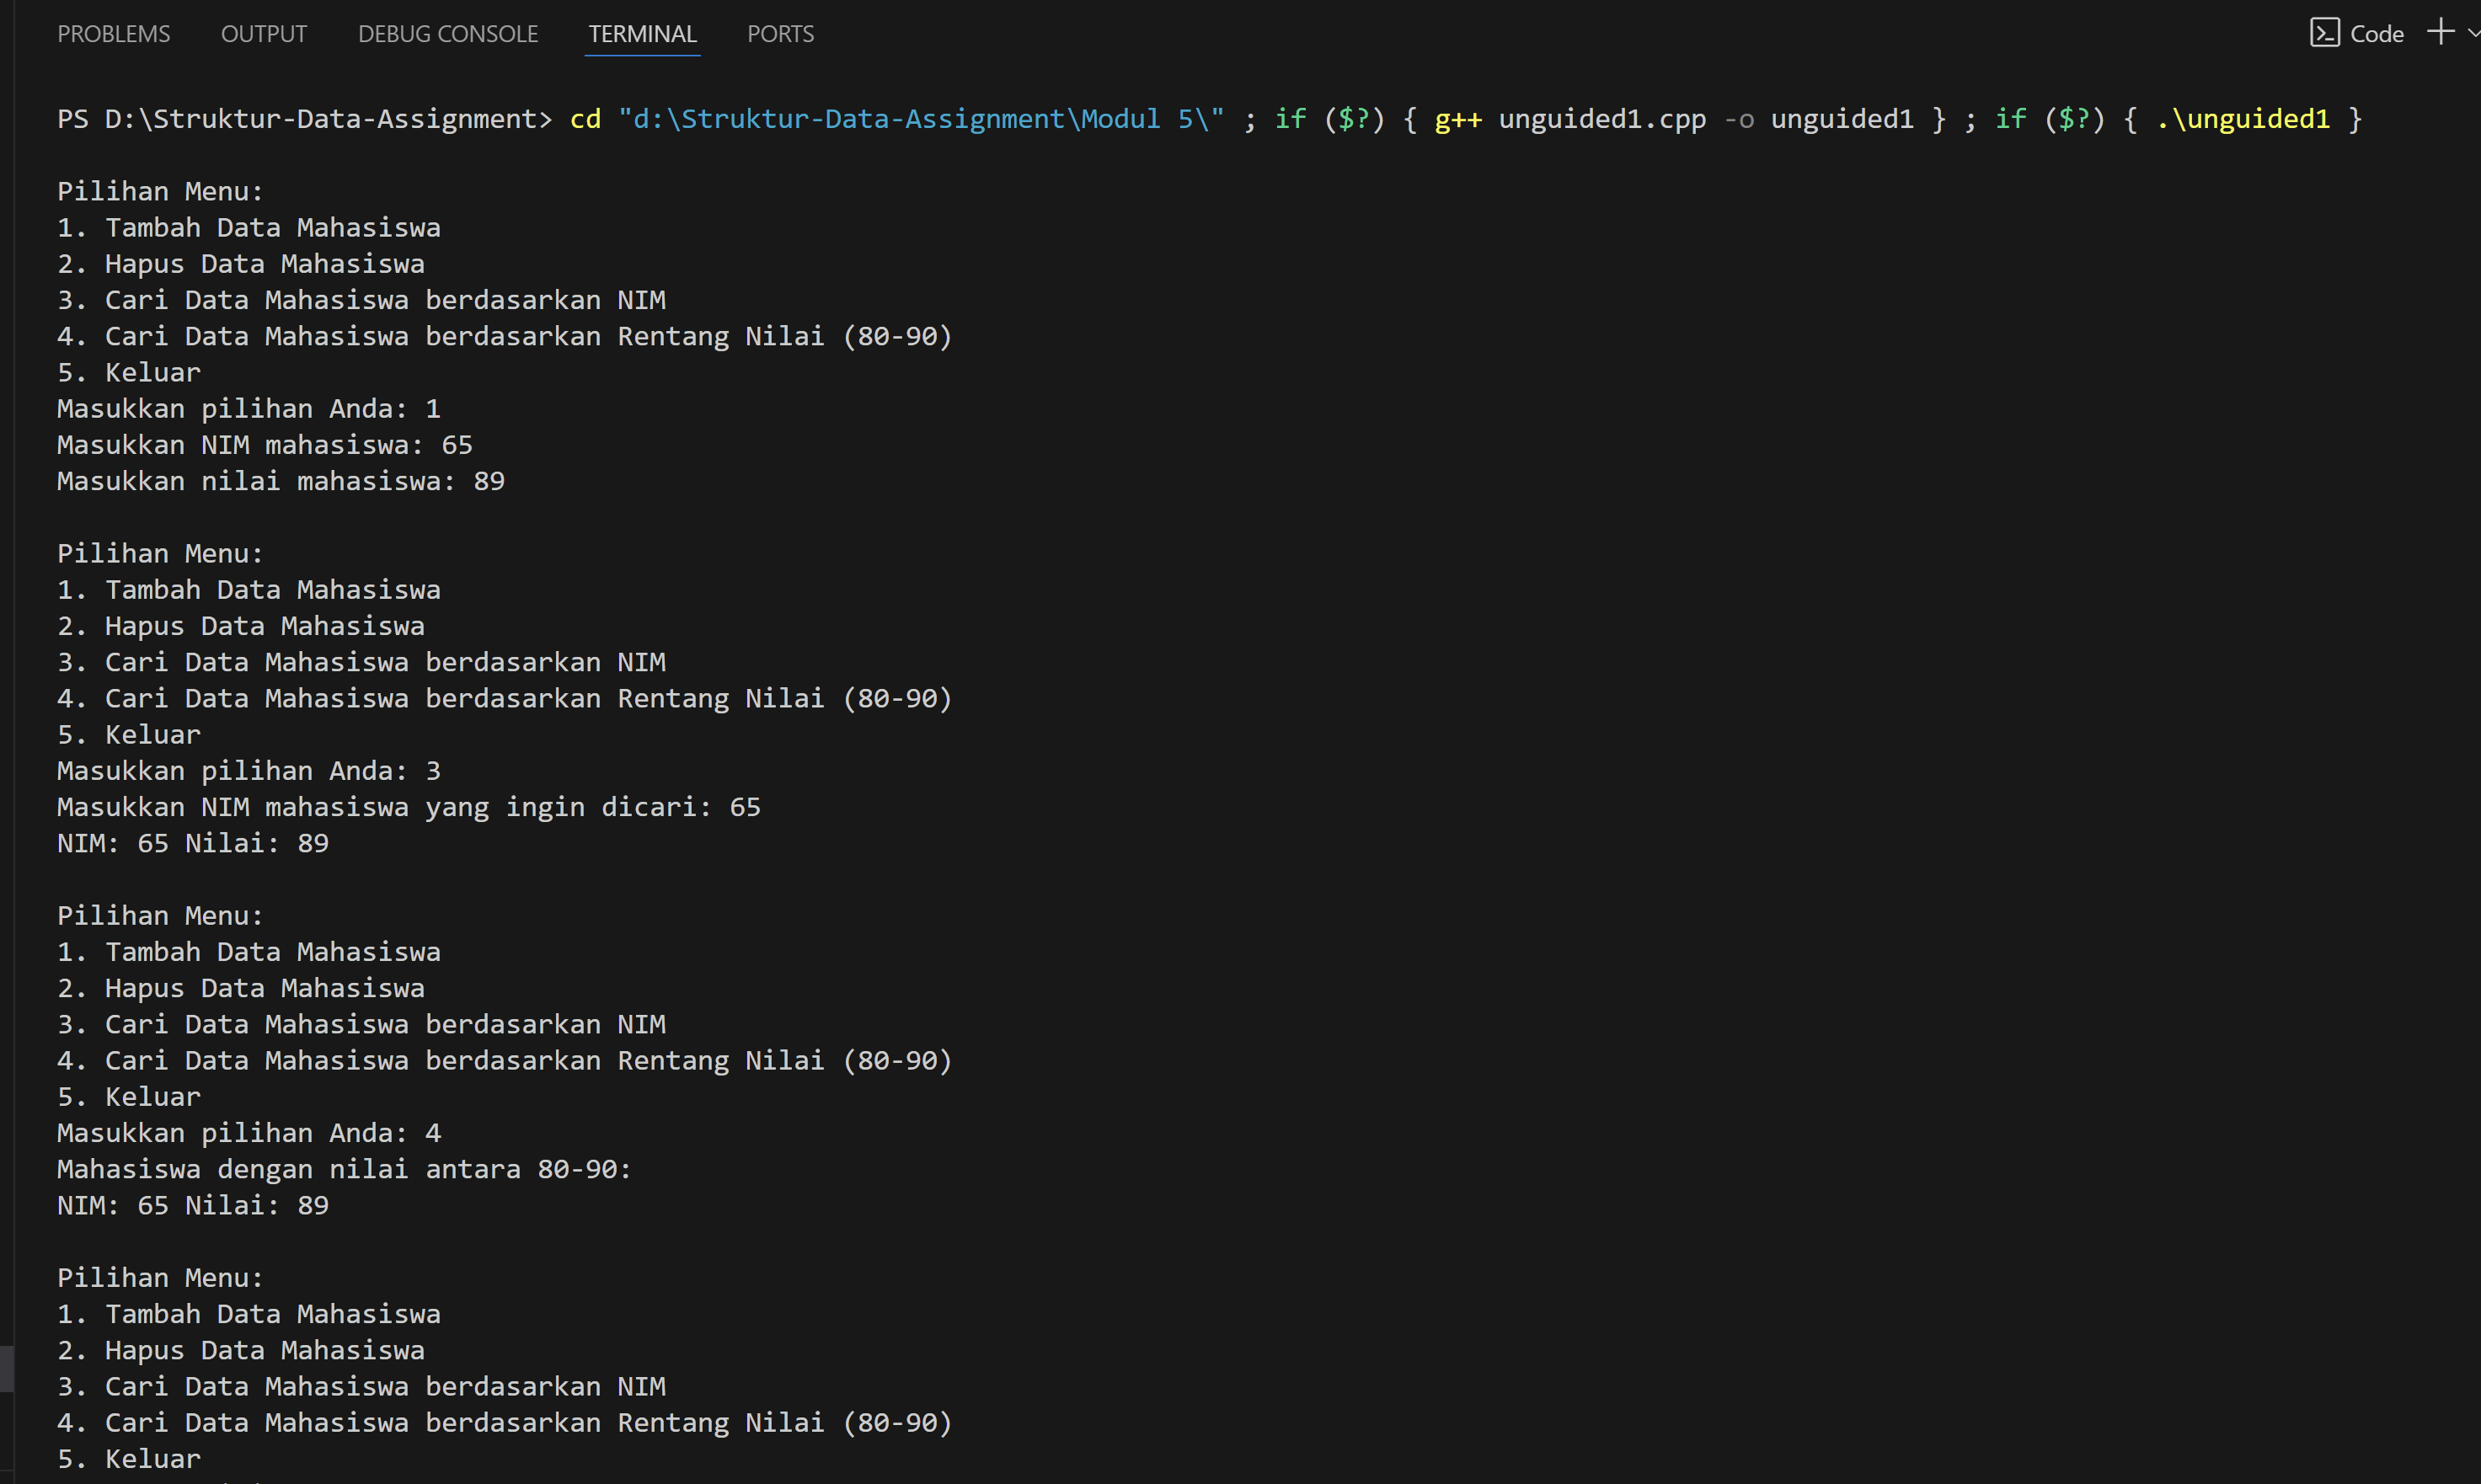 PROBLEMS OUTPUT DEBUG CONSOLE TERMINAL PORTS Code
PS D:\Struktur-Data-Assignment> cd "d:\Struktur-Data-Assignment\Modul 5\" ; if ($?) { g++ unguided1.cpp -o unguided1 } ; if ($?) { .\unguided1 }
Pilihan Menu:
1. Tambah Data Mahasiswa
2. Hapus Data Mahasiswa
3. Cari Data Mahasiswa berdasarkan NIM
4. Cari Data Mahasiswa berdasarkan Rentang Nilai (80-90)
5. Keluar
Masukkan pilihan Anda: 1
Masukkan NIM mahasiswa: 65
Masukkan nilai mahasiswa: 89
Pilihan Menu:
1. Tambah Data Mahasiswa
2. Hapus Data Mahasiswa
3. Cari Data Mahasiswa berdasarkan NIM
4. Cari Data Mahasiswa berdasarkan Rentang Nilai (80-90)
5. Keluar
Masukkan pilihan Anda: 3
Masukkan NIM mahasiswa yang ingin dicari: 65
NIM: 65 Nilai: 89
Pilihan Menu:
1. Tambah Data Mahasiswa
2. Hapus Data Mahasiswa
3. Cari Data Mahasiswa berdasarkan NIM
4. Cari Data Mahasiswa berdasarkan Rentang Nilai (80-90)
5. Keluar
Masukkan pilihan Anda: 4
Mahasiswa dengan nilai antara 80-90:
NIM: 65 Nilai: 89
Pilihan Menu:
1. Tambah Data Mahasiswa
2. Hapus Data Mahasiswa
3. Cari Data Mahasiswa berdasarkan NIM
4. Cari Data Mahasiswa berdasarkan Rentang Nilai (80-90)
5. Keluar